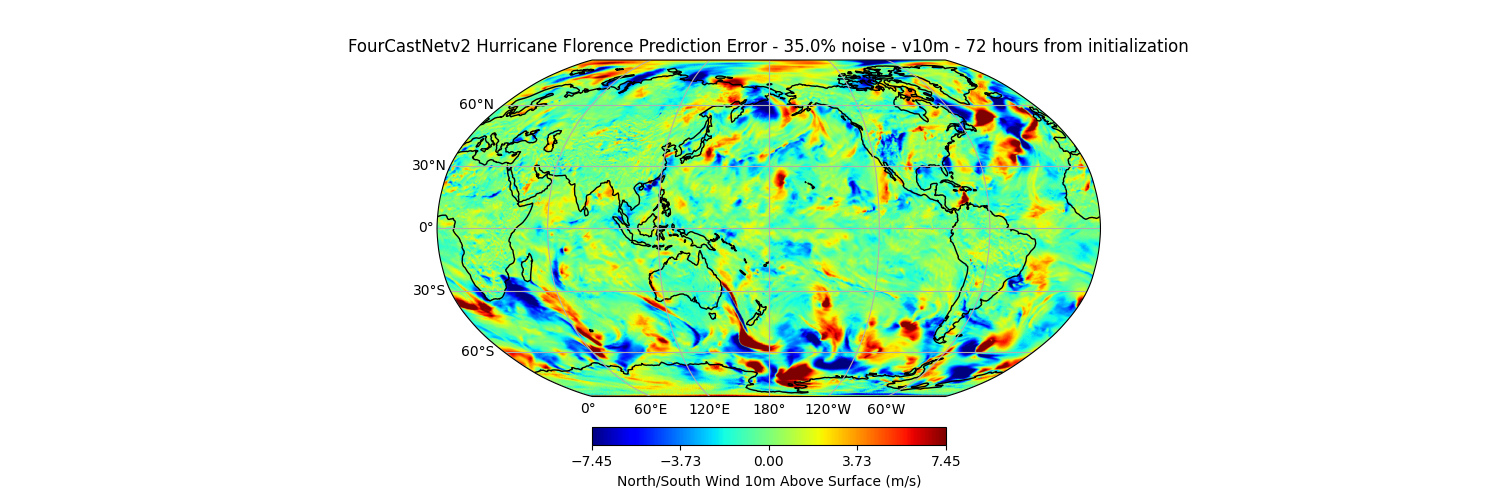 FourCastNetv2 Hurricane Florence Prediction Error - 35.0% noise - v10m - 72 hours from initialization
60°N
30°N
0°
30°S
60°S
0° 60°E 120°E 180° 120°W 60°W
−7.45 −3.73 0.00 3.73 7.45
North/South Wind 10m Above Surface (m/s)